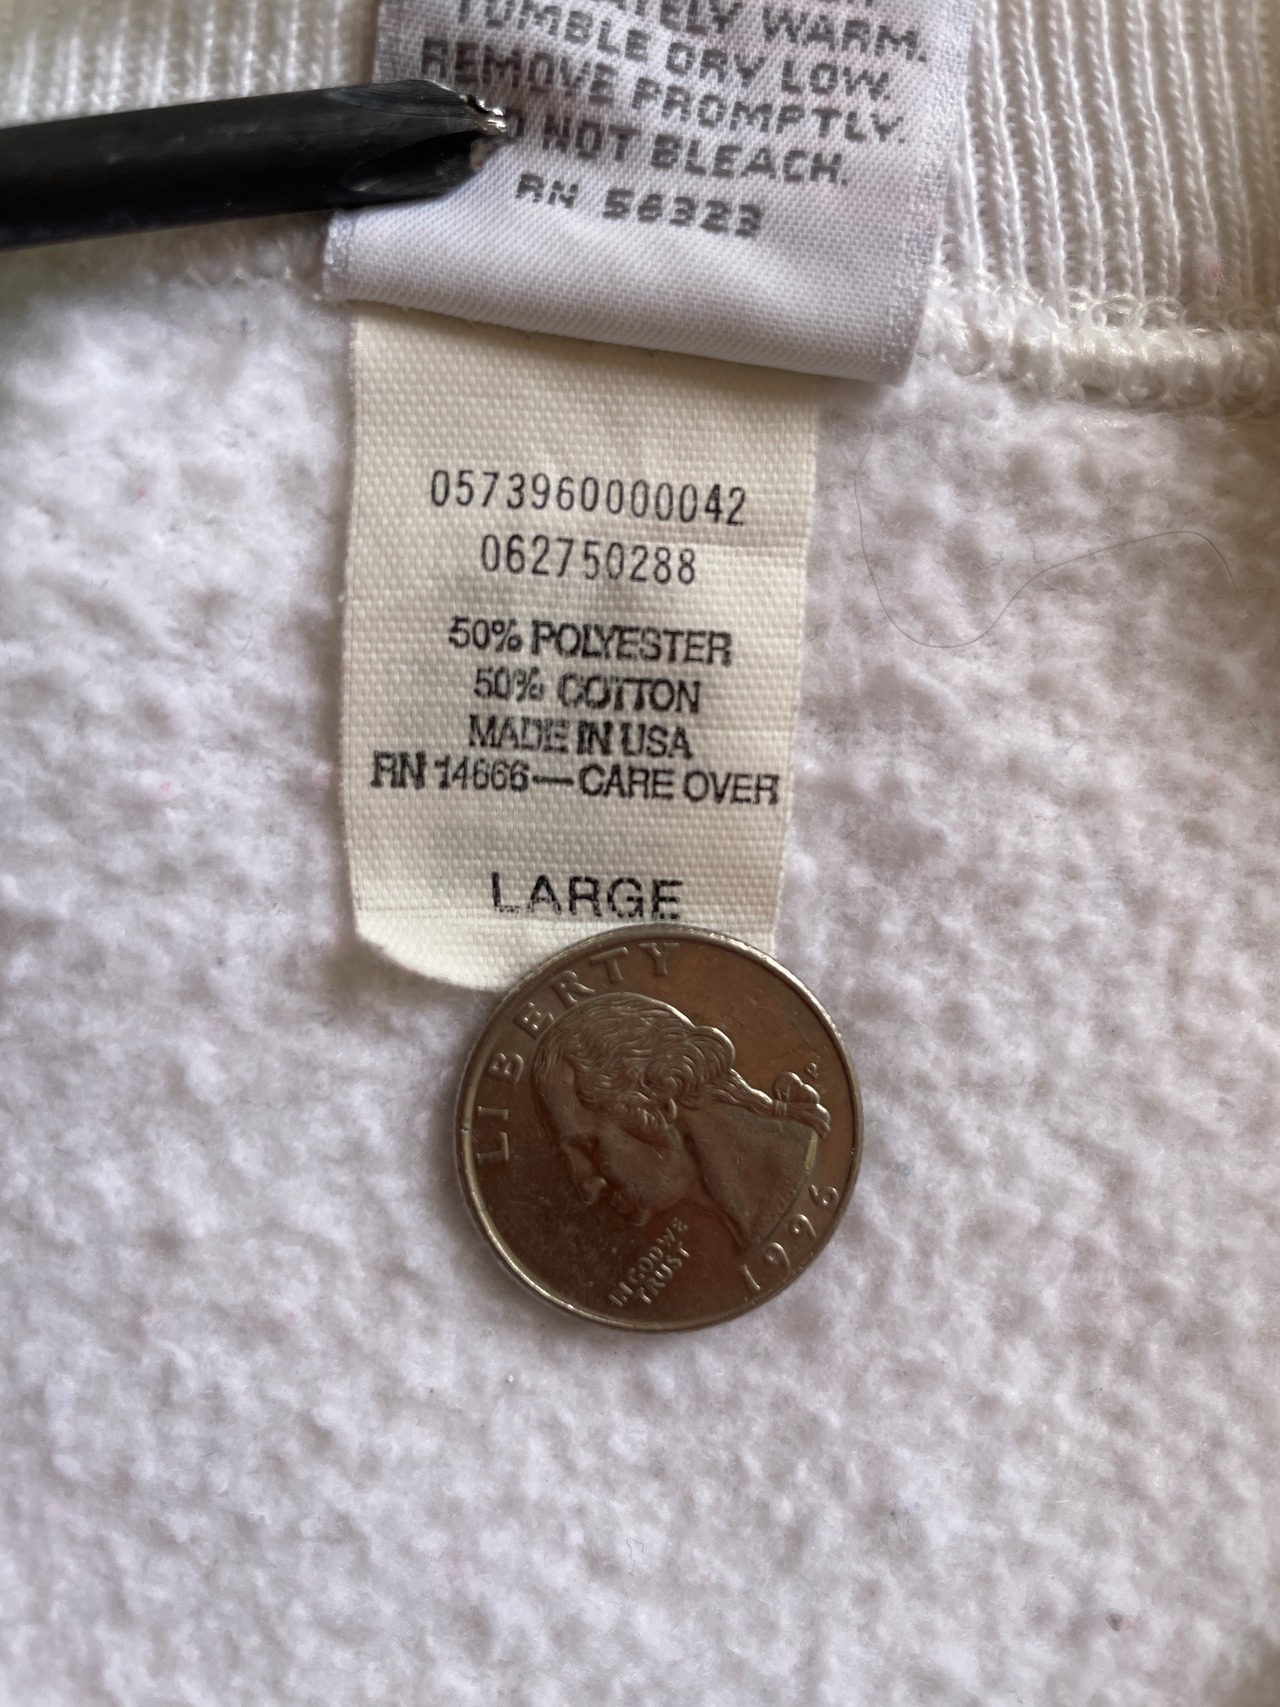 TUMBLE DRY LOW.
REMOVE PROMPTLY.
NOT BLEACH.
RN 56323
0573960000042
062750288
50% POLYESTER
50% COTTON
MADE IN USA
RN 14666—CARE OVER
LARGE
LIBERTY
P
IN GOD WE
TRUST
1996